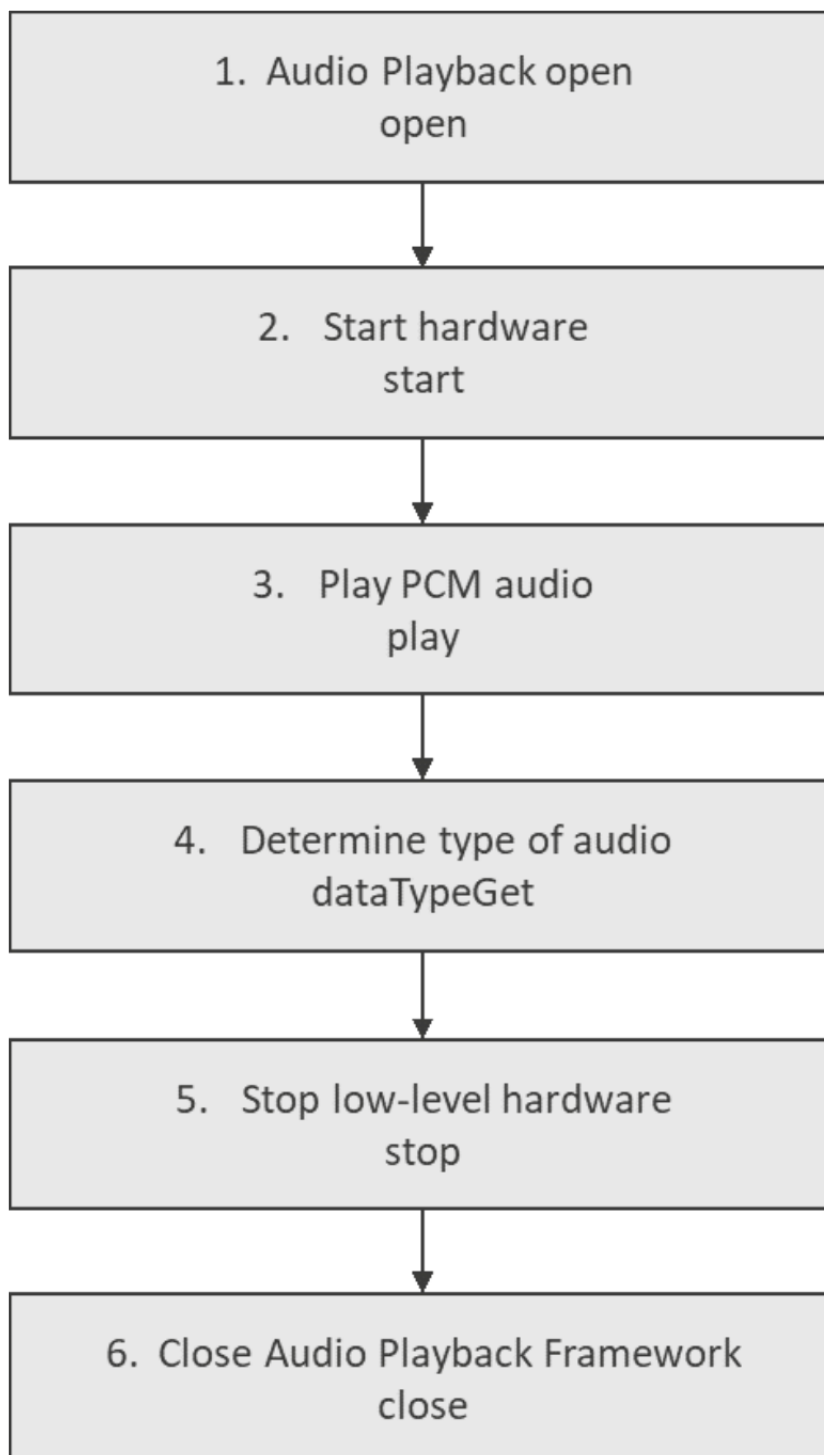 1. Audio Playback open
open
2. Start hardware
start
3. Play PCM audio
play
4. Determine type of audio
dataTypeGet
5. Stop low-level hardware
stop
6. Close Audio Playback Framework
close